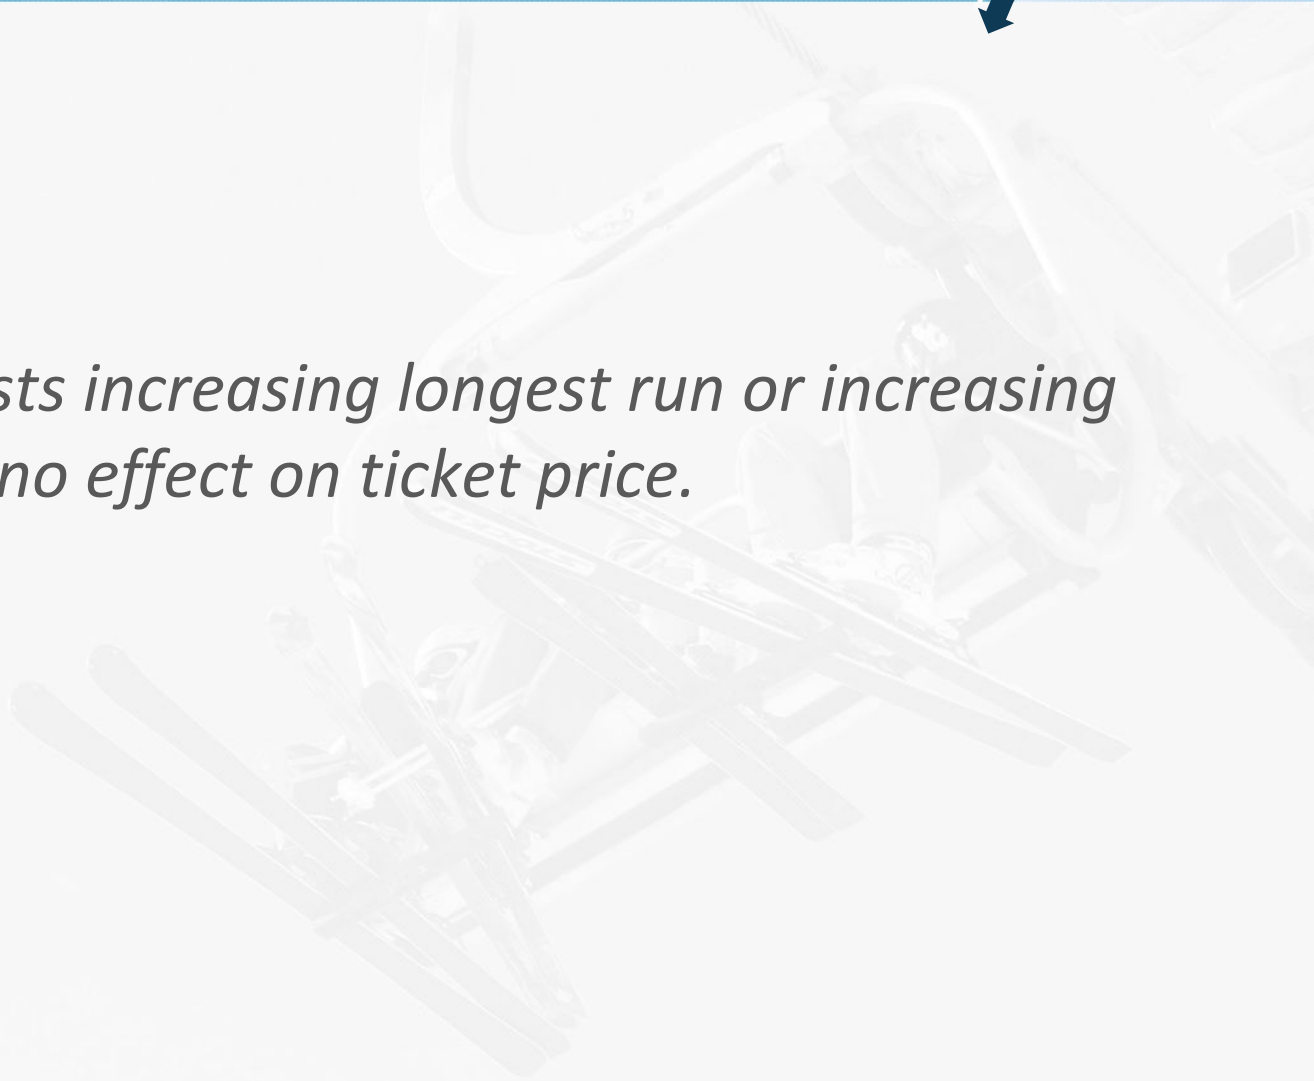 sts increasing longest run or increasing
no effect on ticket price.